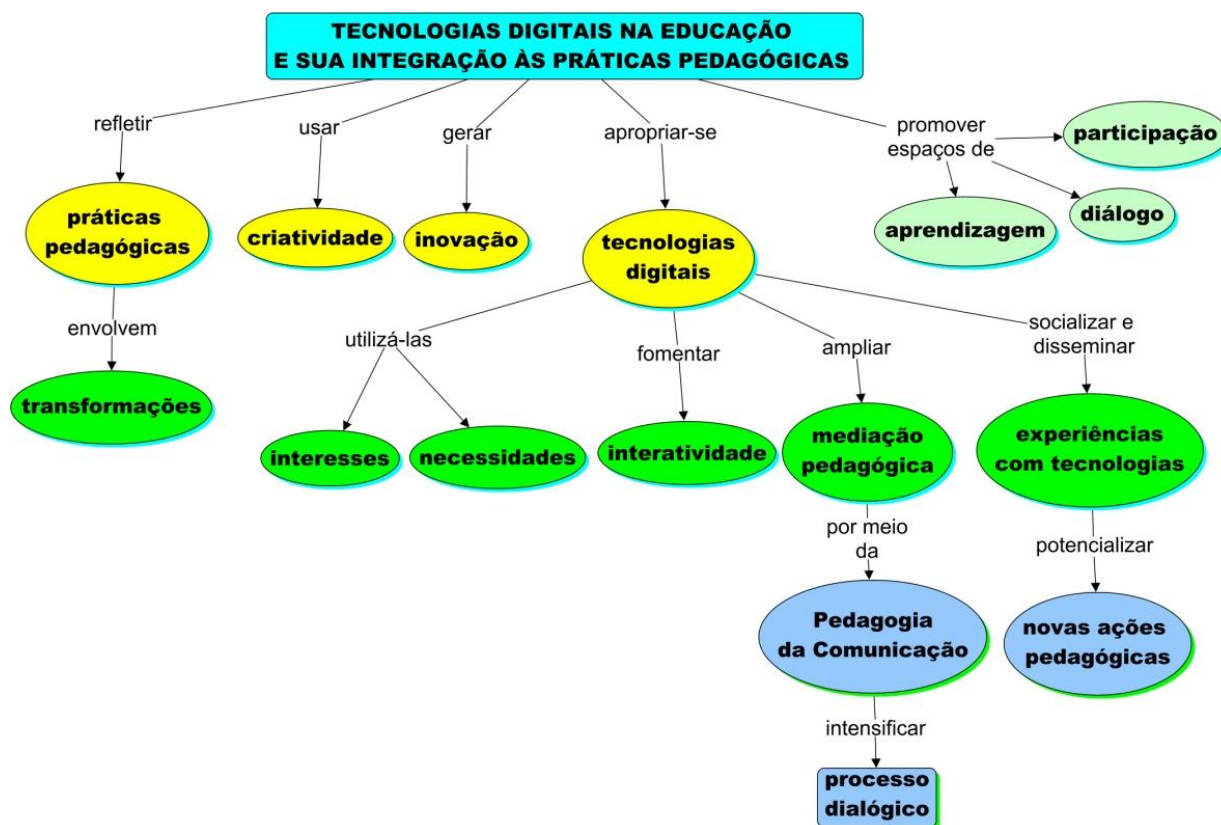 TECNOLOGIAS DIGITAIS NA EDUCAÇÃO
E SUA INTEGRAÇÃO ÀS PRÁTICAS PEDAGÓGICAS
refletir
usar
gerar
apropriar-se
promover
espaços de
participação
práticas
pedagógicas
criatividade
inovação
tecnologias
digitais
aprendizagem
diálogo
envolvem
utilizá-las
fomentar
ampliar
socializar e
disseminar
transformações
interesses
necessidades
interatividade
mediação
pedagógica
experiências
com tecnologias
por meio
da
potencializar
Pedagogia
da Comunicação
novas ações
pedagógicas
intensificar
processo
dialógico